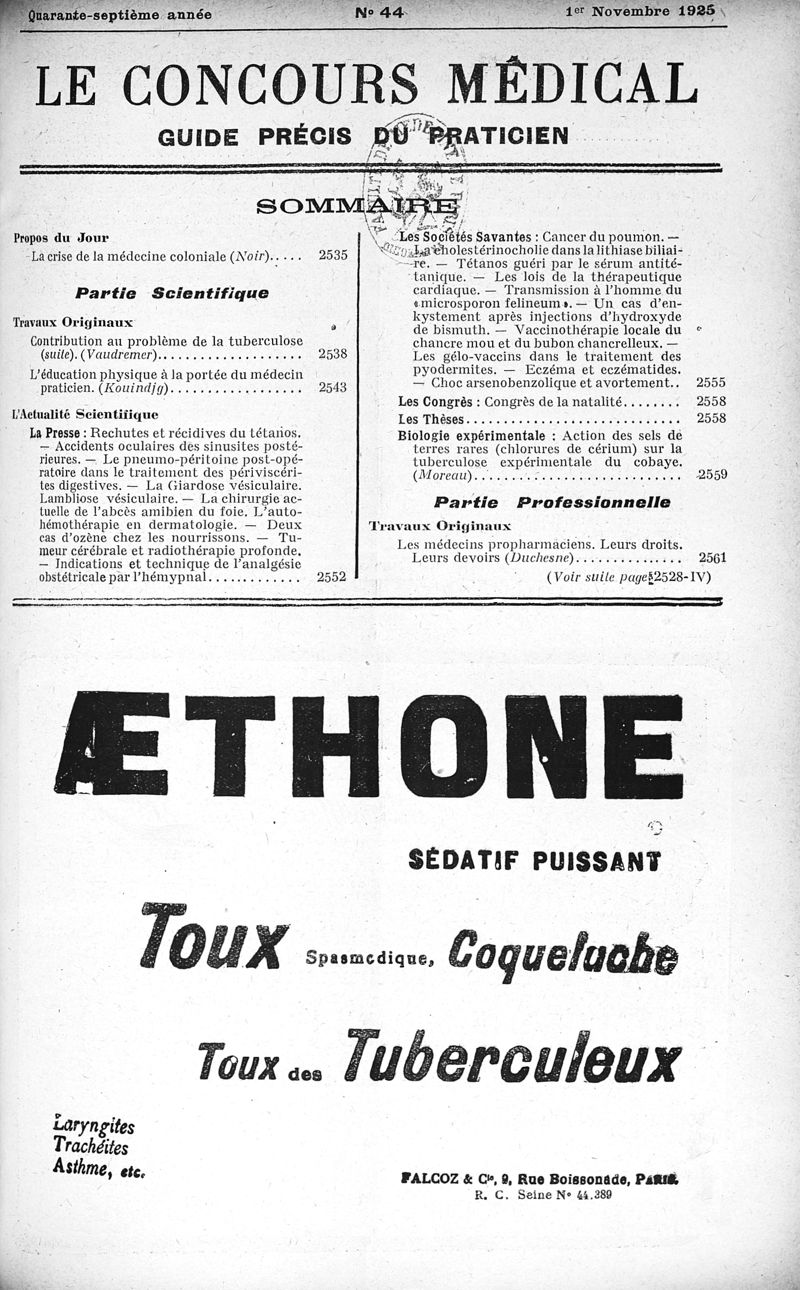 Quarante-septième année
N° 44
1er Novembre 1925
LE CONCOURS MÉDICAL
GUIDE PRÉCIS DU PRATICIEN
SOMMAIRE
Propos du Jour
La crise de la médecine coloniale (Noir)..... 2535
Partie Scientifique
Travaux Originaux
Contribution au problème de la tuberculose
(suite). (Vaudremer)................... 2538
L'éducation physique à la portée du médecin
praticien. (Kouindjy).................. 2543
L'Actualité Scientifique
La Presse : Rechutes et récidives du tétanos.
— Accidents oculaires des sinusites posté-
rieures. — Le pneumo-péritoine post-opé-
ratoire dans le traitement des périviscéri-
tes digestives. — La Giardose vésiculaire.
Lambliose vésiculaire. — La chirurgie ac-
tuelle de l'abcès amibien du foie. L'auto-
hémothérapie en dermatologie. — Deux
cas d'ozène chez les nourrissons. — Tu-
meur cérébrale et radiothérapie profonde.
— Indications et technique de l'analgésie
obstétricale par l'hémypnal............ 2552
Les Sociétés Savantes : Cancer du poumon. —
La cholestérinocholie dans la lithiase biliai-
re. — Tétanos guéri par le sérum antité-
tanique. — Les lois de la thérapeutique
cardiaque. — Transmission à l'homme du
« microsporon felineum ». — Un cas d'en-
kystement après injections d'hydroxyde
de bismuth. — Vaccinothérapie locale du
chancre mou et du bubon chancrelleux. —
Les gélo-vaccins dans le traitement des
pyodermites. — Eczéma et eczématides.
— Choc arsenobenzolique et avortement.. 2555
Les Congrès : Congrès de la natalité........ 2558
Les Thèses............................. 2558
Biologie expérimentale : Action des sels de
terres rares (chlorures de cérium) sur la
tuberculose expérimentale du cobaye.
(Moreau)............................ 2559
Partie Professionnelle
Travaux Originaux
Les médecins propharmaciens. Leurs droits.
Leurs devoirs (Duchesne)............... 2561
(Voir suite pages 2528-IV)
ÆTHONE
SÉDATIF PUISSANT
Toux Spasmodique, Coqueluche
Toux des Tuberculeux
Laryngites
Trachéites
Asthme, etc.
FALCOZ & Cie, 9, Rue Boissonade, PARIS
R. C. Seine N° 44.389